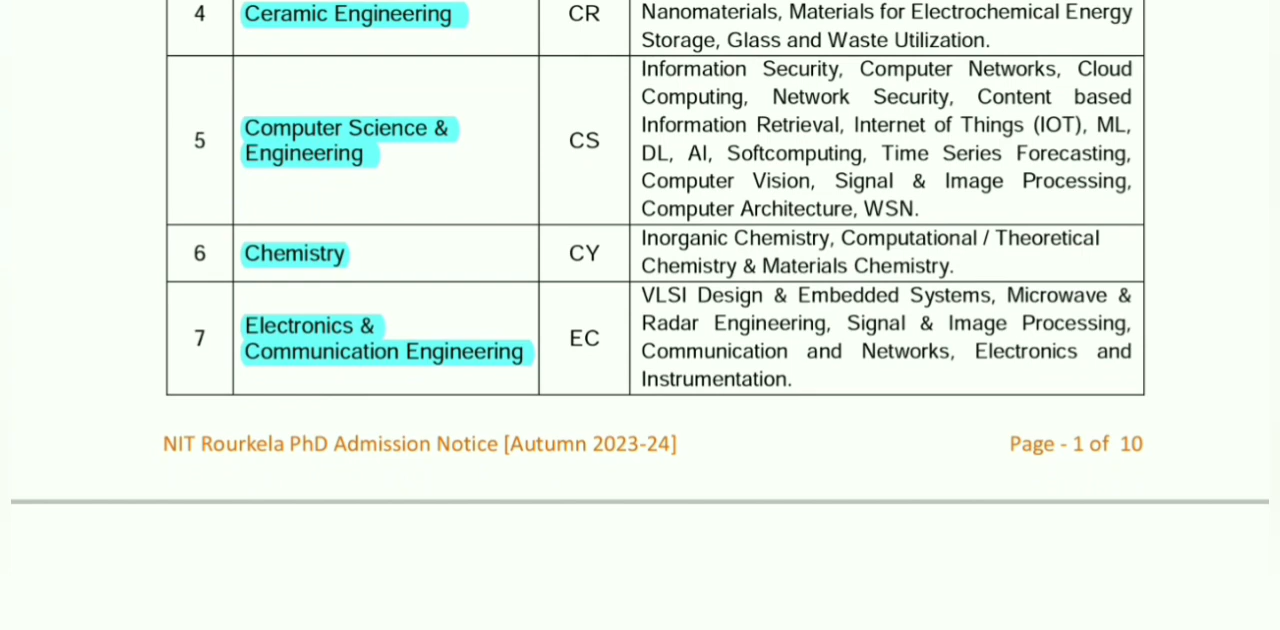 4
Ceramic Engineering
CR
Nanomaterials, Materials for Electrochemical Energy
Storage, Glass and Waste Utilization.
5
Computer Science &
Engineering
CS
Information Security, Computer Networks, Cloud
Computing, Network Security, Content based
Information Retrieval, Internet of Things (IOT), ML,
DL, AI, Softcomputing, Time Series Forecasting,
Computer Vision, Signal & Image Processing,
Computer Architecture, WSN.
6
Chemistry
CY
Inorganic Chemistry, Computational / Theoretical
Chemistry & Materials Chemistry.
7
Electronics &
Communication Engineering
EC
VLSI Design & Embedded Systems, Microwave &
Radar Engineering, Signal & Image Processing,
Communication and Networks, Electronics and
Instrumentation.
NIT Rourkela PhD Admission Notice [Autumn 2023-24]
Page - 1 of 10